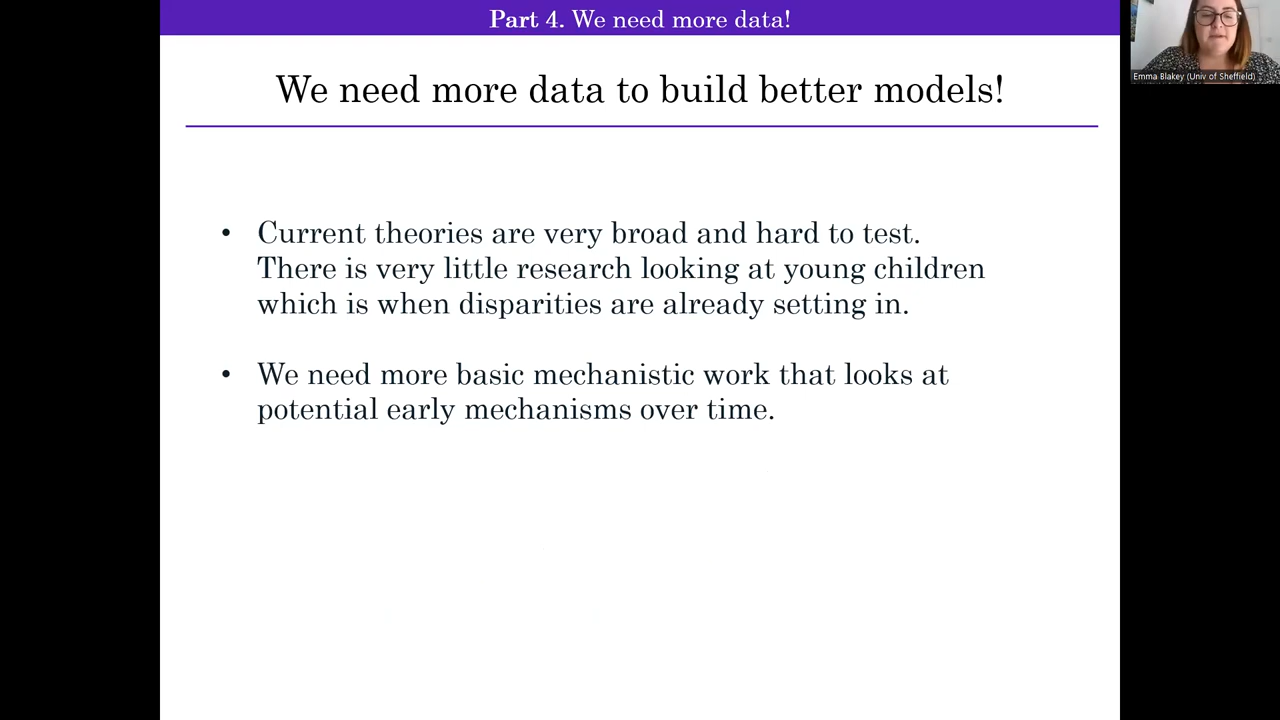 Part 4. We need more data!
Emma Blakey (Univ of Sheffield)
We need more data to build better models!
• Current theories are very broad and hard to test.
There is very little research looking at young children
which is when disparities are already setting in.
• We need more basic mechanistic work that looks at
potential early mechanisms over time.